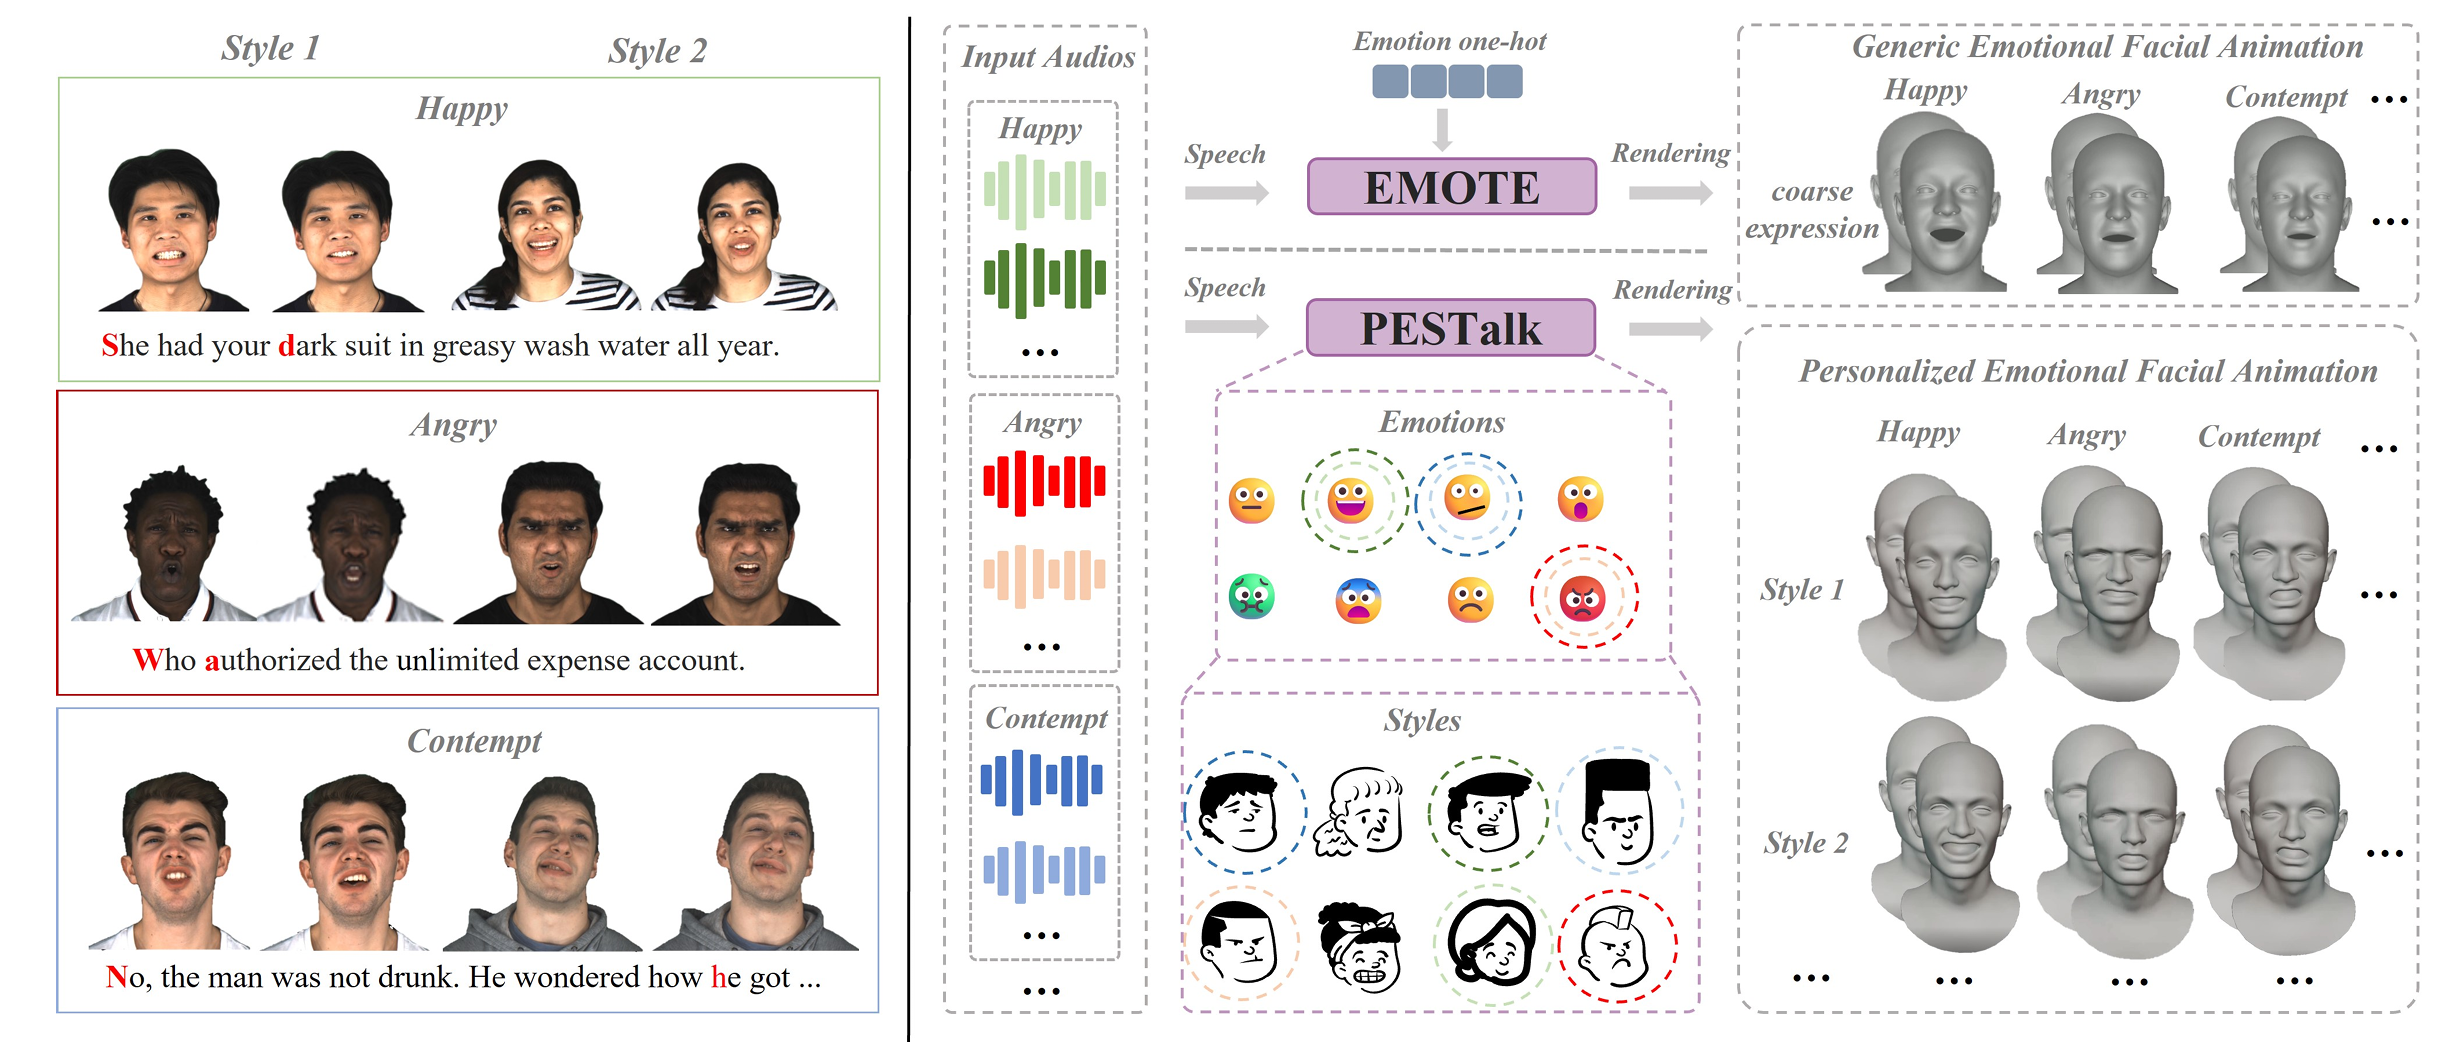 Style 1
Style 2
Happy
She had your dark suit in greasy wash water all year.
Angry
Who authorized the unlimited expense account.
Contempt
No, the man was not drunk. He wondered how he got ...
Input Audios
Happy
...
Angry
...
Contempt
...
...
Emotion one-hot
Speech
EMOTE
Rendering
Speech
PESTalk
Rendering
Emotions
Styles
Generic Emotional Facial Animation
Happy
Angry
Contempt
...
coarse
expression
...
Personalized Emotional Facial Animation
Happy
Angry
Contempt
...
Style 1
...
Style 2
...
...
...
...
...